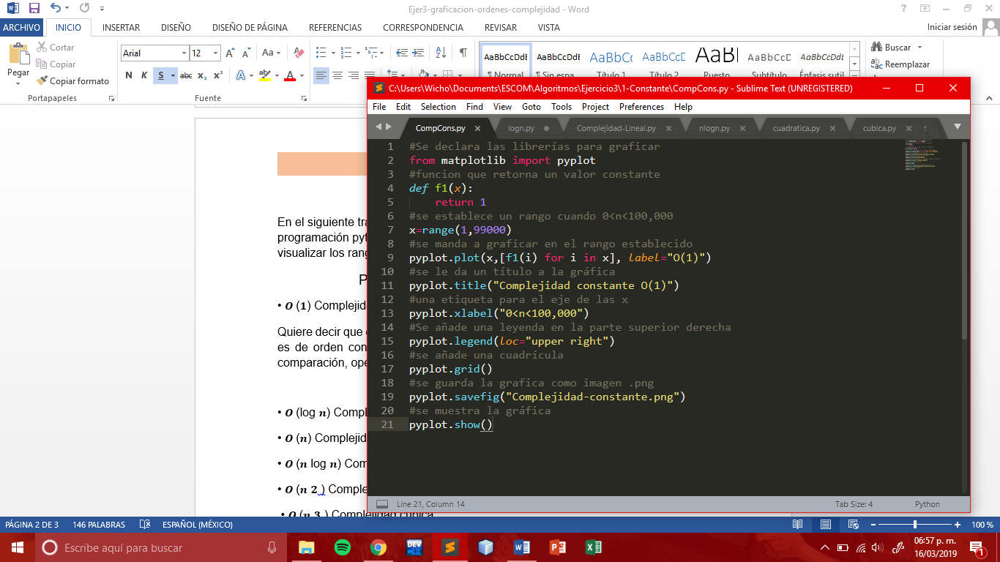 Ejer3-graficacion-ordenes-complejidad - Word
ARCHIVO INICIO INSERTAR DISEÑO DISEÑO DE PÁGINA REFERENCIAS CORRESPONDENCIA REVISAR VISTA Iniciar sesión
Pegar
Cortar
Copiar
Copiar formato
Portapapeles
Arial 12
N K S abc x₂ x² A ab A
Fuente
AaBbCcDdE AaBbCcDdE AaBbCc AaBbCcC AaB AaBbCcD AaBbCcDdE
¶ Normal ¶ Sin espa... Título 1 Título 2 Puesto Subtítulo Énfasis sutil
Buscar
Reemplazar
C:\Users\Wicho\Documents\ESCOM\Algoritmos\Ejercicio3\1-Constante\CompCons.py - Sublime Text (UNREGISTERED)
File Edit Selection Find View Goto Tools Project Preferences Help
CompCons.py logn.py Complejidad-Lineal.py nlogn.py cuadratica.py cubica.py
1 #Se declara las librerías para graficar
2 from matplotlib import pyplot
3 #funcion que retorna un valor constante
4 def f1(x):
5 return 1
6 #se establece un rango cuando 0<n<100,000
7 x=range(1,99000)
8 #se manda a graficar en el rango establecido
9 pyplot.plot(x,[f1(i) for i in x], label="O(1)")
10 #se le da un título a la gráfica
11 pyplot.title("Complejidad constante O(1)")
12 #una etiqueta para el eje de las x
13 pyplot.xlabel("0<n<100,000")
14 #Se añade una leyenda en la parte superior derecha
15 pyplot.legend(loc="upper right")
16 #se añade una cuadrícula
17 pyplot.grid()
18 #se guarda la grafica como imagen .png
19 pyplot.savefig("Complejidad-constante.png")
20 #se muestra la gráfica
21 pyplot.show()
Line 21, Column 14 Tab Size: 4 Python
En el siguiente tra
programación pyt
visualizar los rang
P
• O (1) Complejid
Quiere decir que
es de orden con
comparación, ope
• O (log n) Compl
• O (n) Complejid
• O (n log n) Com
• O (n 2 ) Comple
• O (n 3 ) Complejidad cúbica
PÁGINA 2 DE 3 146 PALABRAS ESPAÑOL (MÉXICO) 100 %
Escribe aquí para buscar
DEV
06:57 p. m.
16/03/2019
1